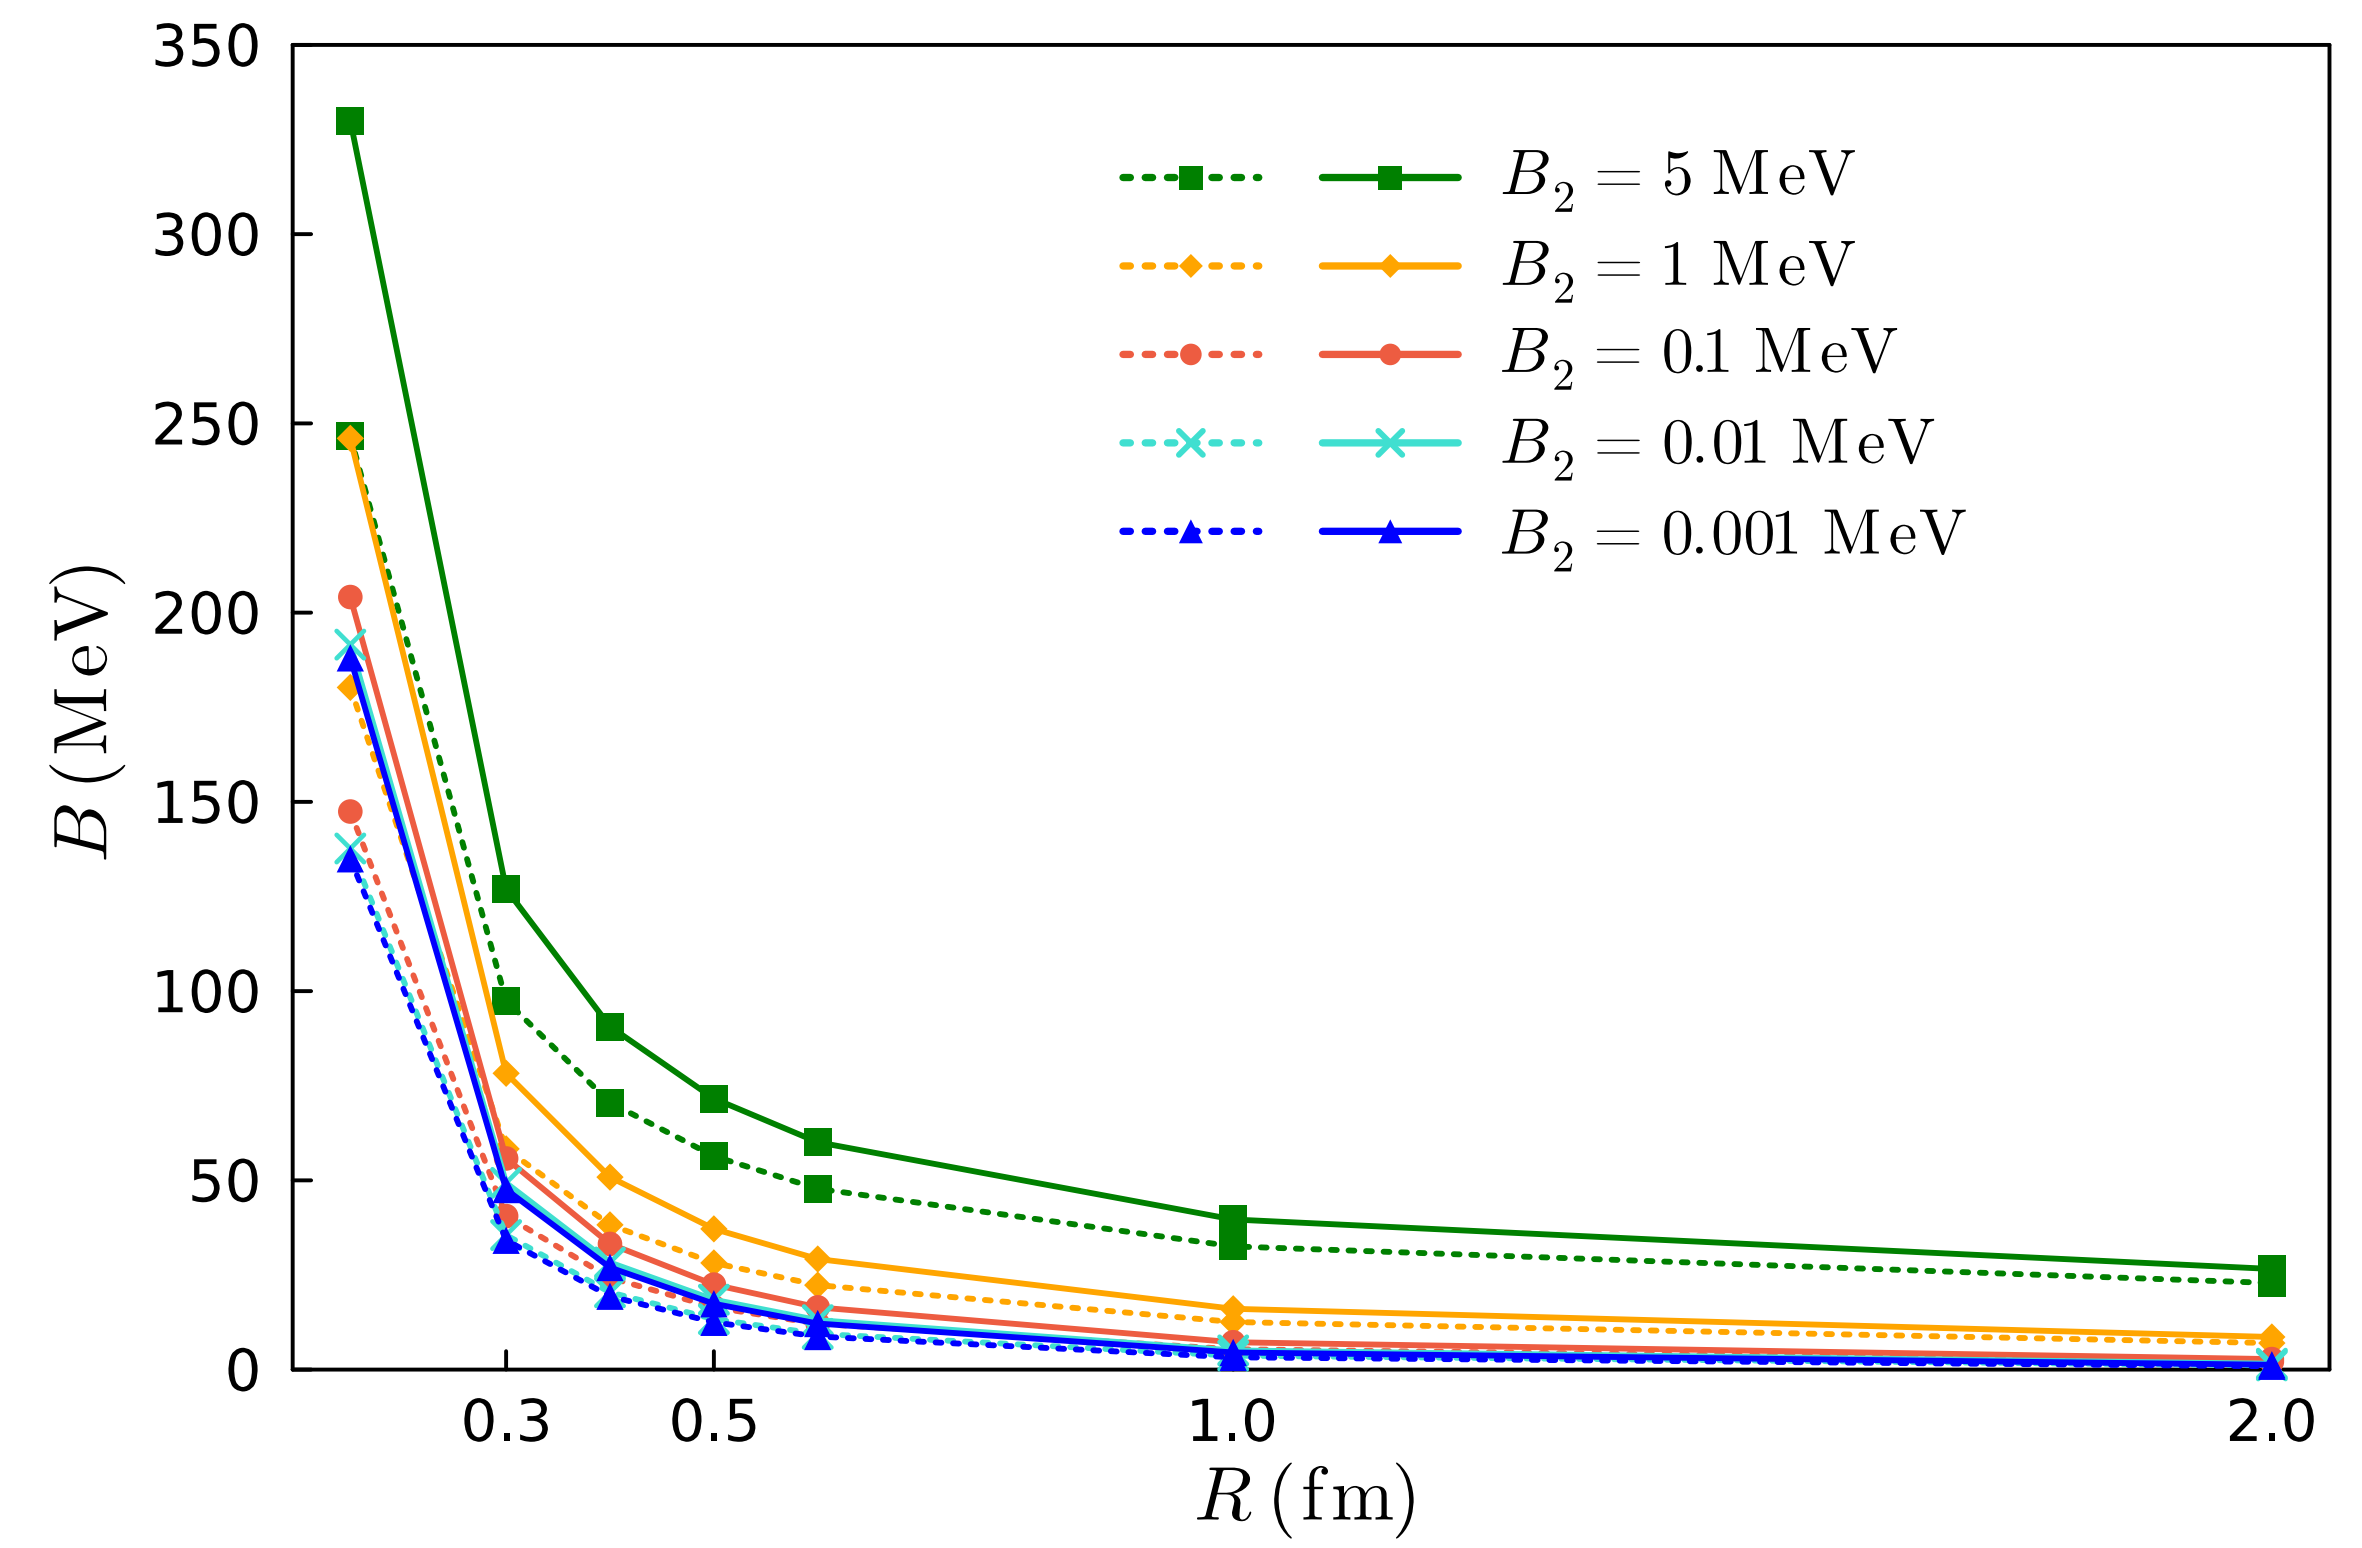 350
300
250
200
150
100
50
0
B (MeV)
B₂ = 5 MeV
B₂ = 1 MeV
B₂ = 0.1 MeV
B₂ = 0.01 MeV
B₂ = 0.001 MeV
0.3 0.5 1.0 2.0
R (fm)